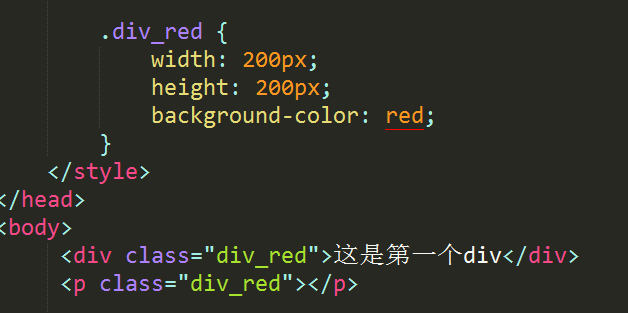 .div_red {
width: 200px;
height: 200px;
background-color: red;
}
</style>
</head>
<body>
<div class="div_red">这是第一个div</div>
<p class="div_red"></p>